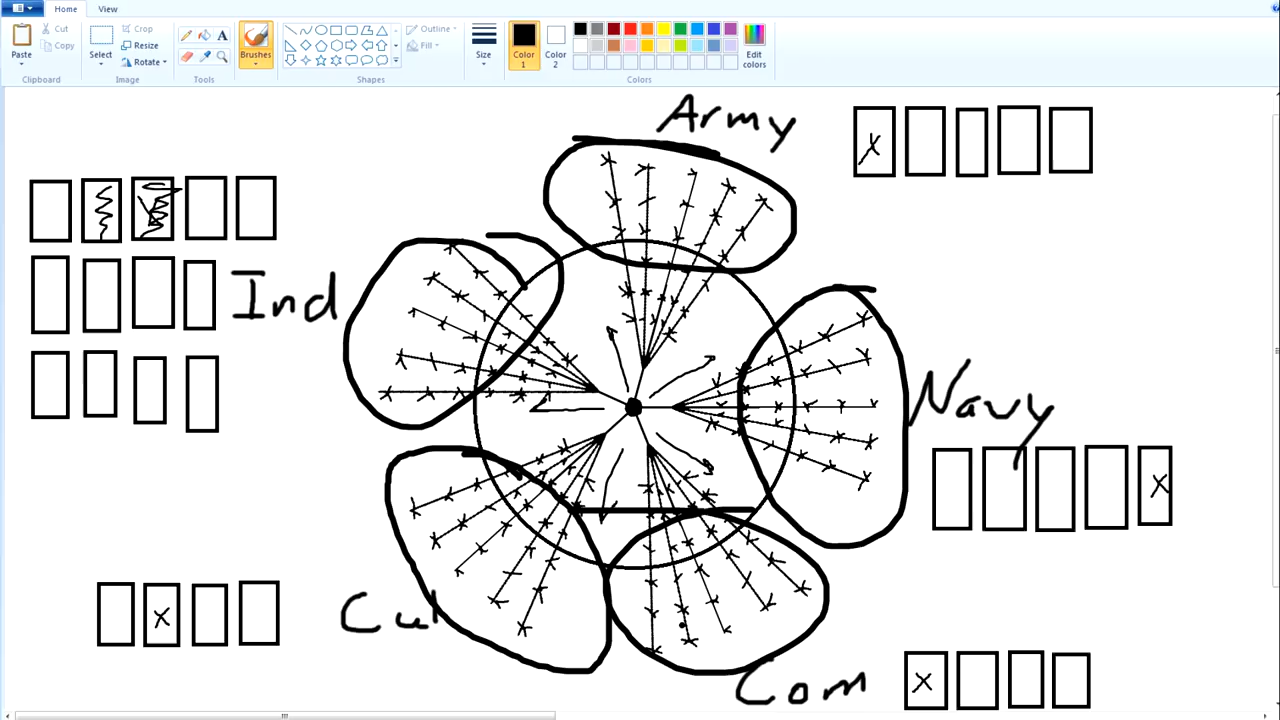 Home
View
Paste
Cut
Copy
Clipboard
Select
Crop
Resize
Rotate
Image
A
Tools
Brushes
Outline
Fill
Shapes
Size
Color
1
Color
2
Edit
colors
Colors
Army
X
Ind
Navy
X
Cul
X
Com
X